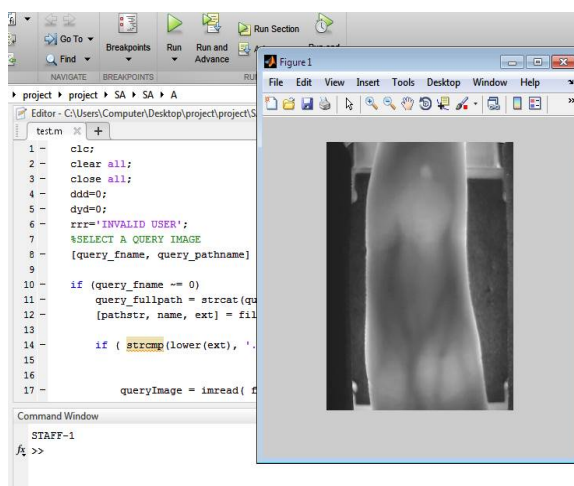 Go To
Find
Breakpoints
Run
Run and
Advance
Run Section
NAVIGATE
BREAKPOINTS
project
project
SA
SA
A
Editor - C:\Users\Computer\Desktop\project\project\S
test.m
1 clc;
2 clear all;
3 close all;
4 ddd=0;
5 dyd=0;
6 rrr='INVALID USER';
7 %SELECT A QUERY IMAGE
8 [query_fname, query_pathname]
9
10 if (query_fname ~= 0)
11 query_fullpath = strcat(qu
12 [pathstr, name, ext] = fil
13
14 if ( strcmp(lower(ext), '.
15
16
17 queryImage = imread( f
Command Window
STAFF-1
fx >>
Figure 1
File Edit View Insert Tools Desktop Window Help